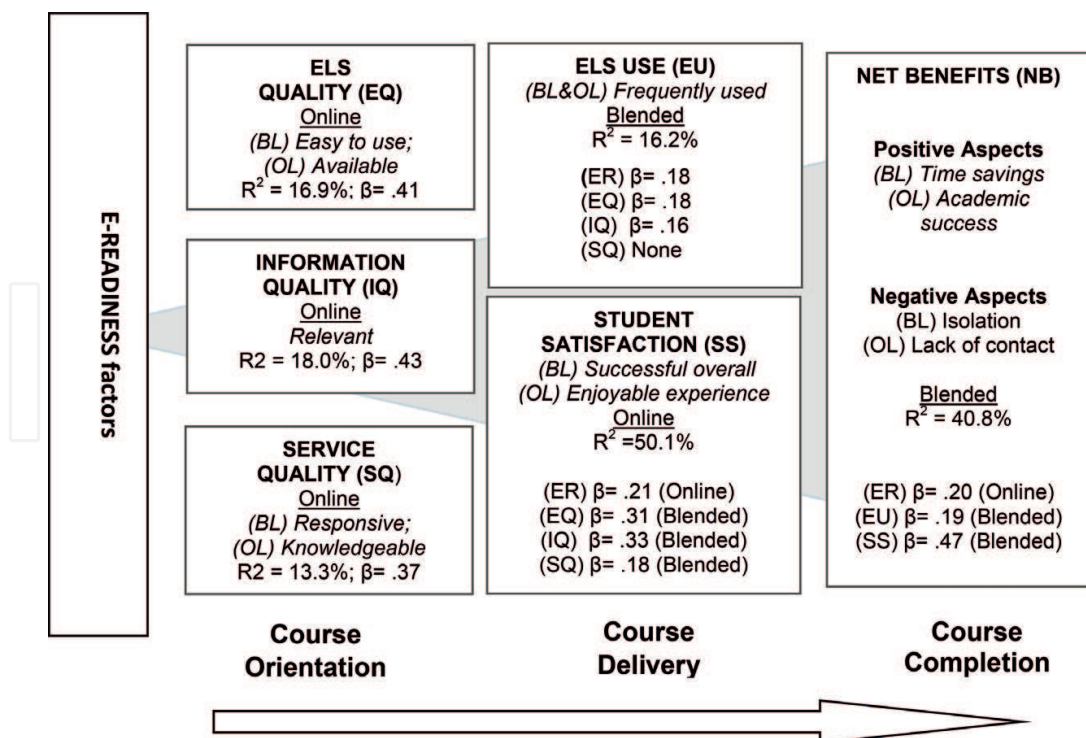 E-READINESS factors
ELS
QUALITY (EQ)
Online
(BL) Easy to use;
(OL) Available
R² = 16.9%; β= .41
INFORMATION
QUALITY (IQ)
Online
Relevant
R2 = 18.0%; β= .43
SERVICE
QUALITY (SQ)
Online
(BL) Responsive;
(OL) Knowledgeable
R2 = 13.3%; β= .37
Course
Orientation
ELS USE (EU)
(BL&OL) Frequently used
Blended
R² = 16.2%
(ER) β= .18
(EQ) β= .18
(IQ) β= .16
(SQ) None
STUDENT
SATISFACTION (SS)
(BL) Successful overall
(OL) Enjoyable experience
Online
R² =50.1%
(ER) β= .21 (Online)
(EQ) β= .31 (Blended)
(IQ) β= .33 (Blended)
(SQ) β= .18 (Blended)
Course
Delivery
NET BENEFITS (NB)
Positive Aspects
(BL) Time savings
(OL) Academic
success
Negative Aspects
(BL) Isolation
(OL) Lack of contact
Blended
R² = 40.8%
(ER) β= .20 (Online)
(EU) β= .19 (Blended)
(SS) β= .47 (Blended)
Course
Completion